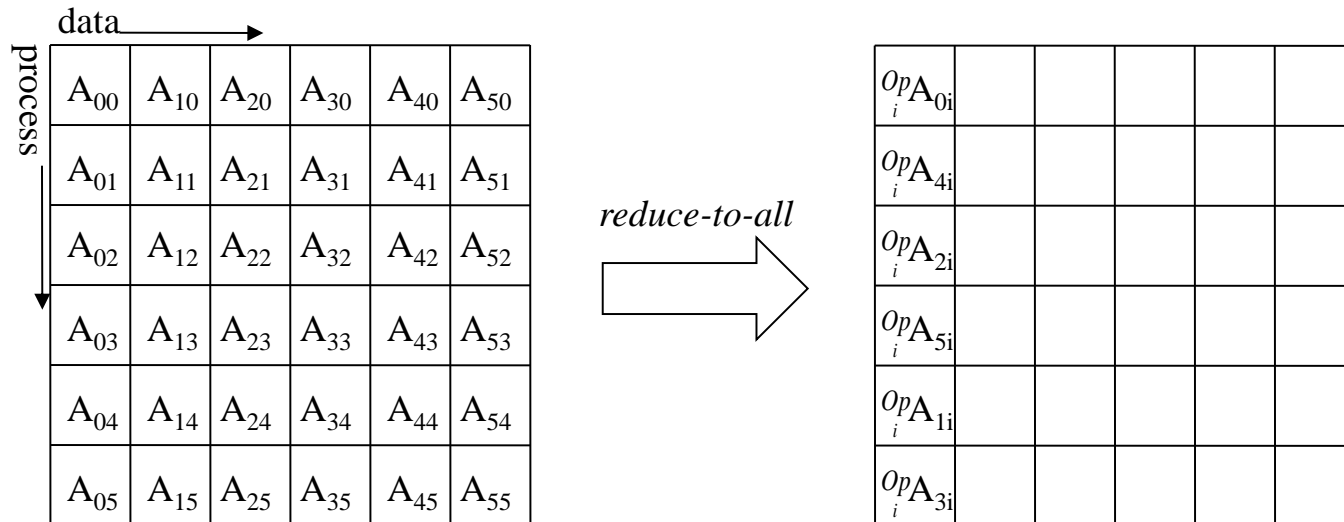 data
process
A00 A10 A20 A30 A40 A50
A01 A11 A21 A31 A41 A51
A02 A12 A22 A32 A42 A52
A03 A13 A23 A33 A43 A53
A04 A14 A24 A34 A44 A54
A05 A15 A25 A35 A45 A55
reduce-to-all
Op i A0i
Op i A4i
Op i A2i
Op i A5i
Op i A1i
Op i A3i